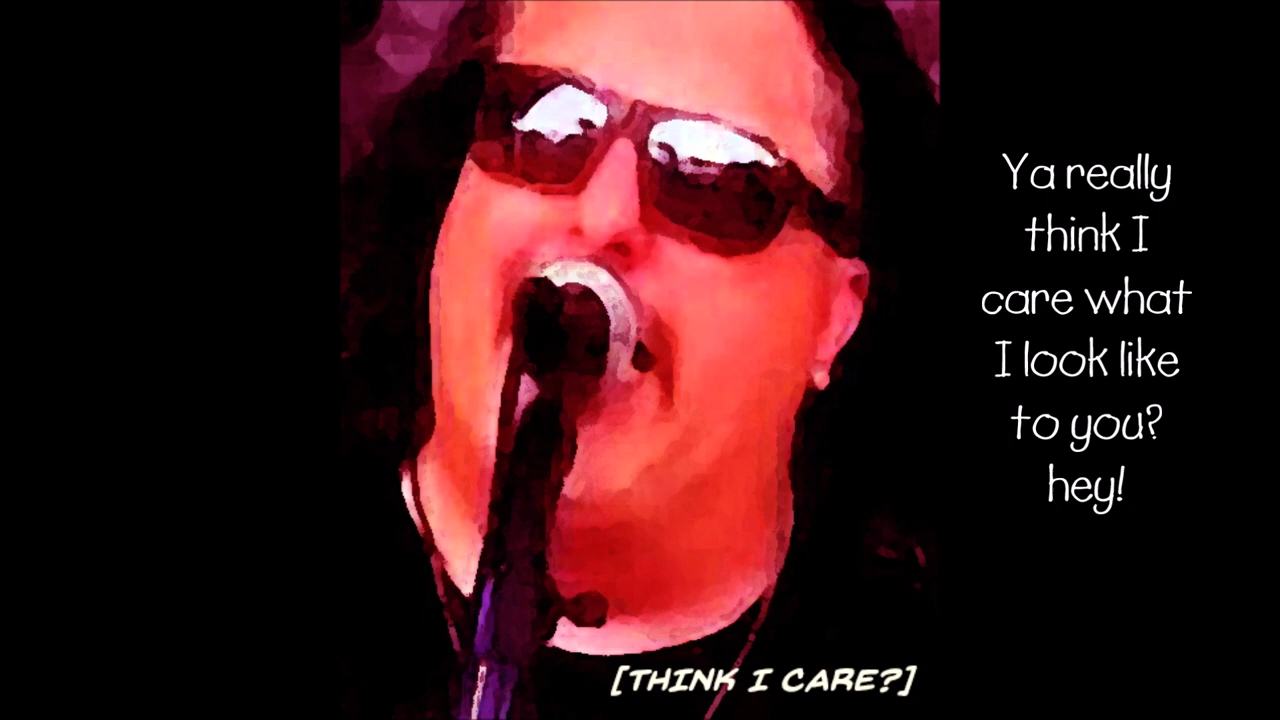 Ya really
think I
care what
I look like
to you?
hey!
[THINK I CARE?]